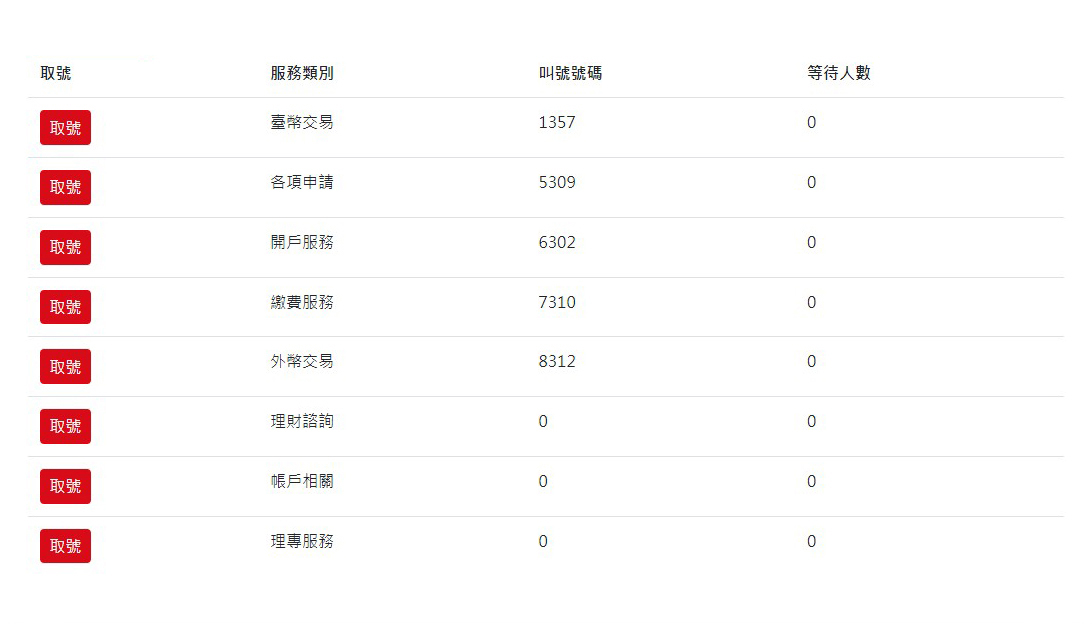 取號 服務類別 叫號號碼 等待人數
取號 臺幣交易 1357 0
取號 各項申請 5309 0
取號 開戶服務 6302 0
取號 繳費服務 7310 0
取號 外幣交易 8312 0
取號 理財諮詢 0 0
取號 帳戶相關 0 0
取號 理專服務 0 0